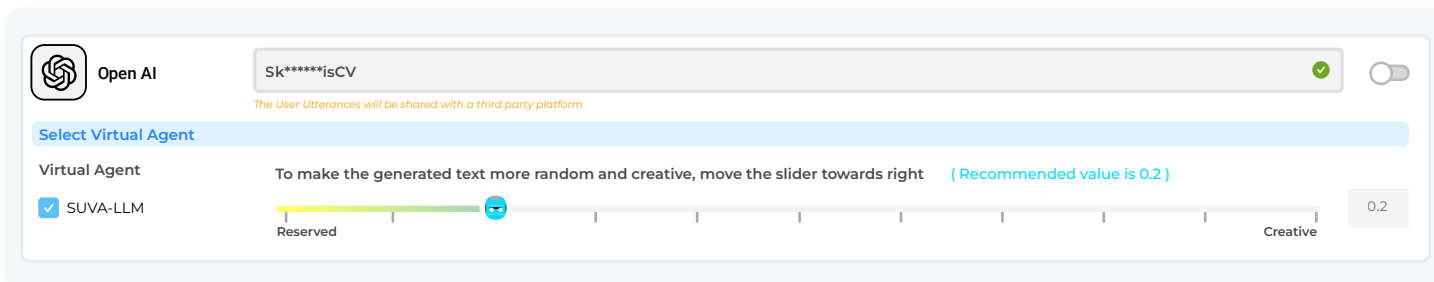 Open AI
Sk******isCV
The User Utterances will be shared with a third party platform
Select Virtual Agent
Virtual Agent
To make the generated text more random and creative, move the slider towards right ( Recommended value is 0.2 )
SUVA-LLM
0.2
Reserved
Creative